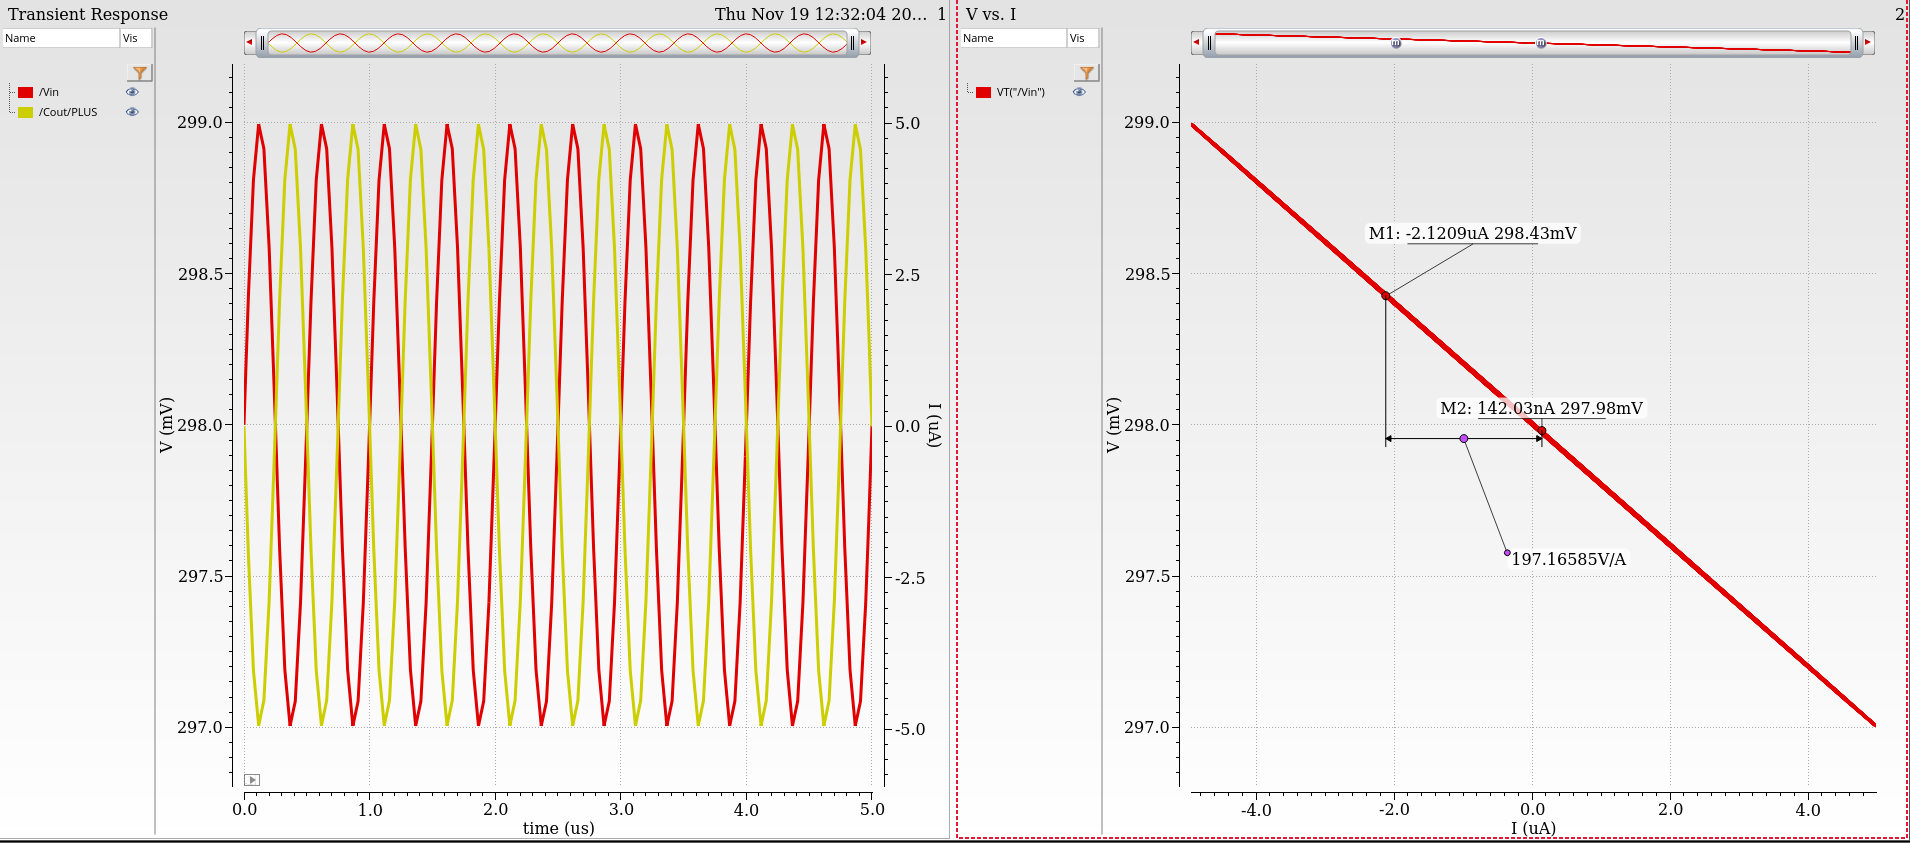 Transient Response
Thu Nov 19 12:32:04 20... 1
Name Vis
/Vin
/Cout/PLUS
V (mV)
299.0
298.5
298.0
297.5
297.0
5.0
2.5
0.0
-2.5
-5.0
I (uA)
0.0 1.0 2.0 3.0 4.0 5.0
time (us)
V vs. I
2
Name Vis
VT("/Vin")
V (mV)
299.0
298.5
298.0
297.5
297.0
M1: -2.1209uA 298.43mV
M2: 142.03nA 297.98mV
197.16585V/A
-4.0 -2.0 0.0 2.0 4.0
I (uA)